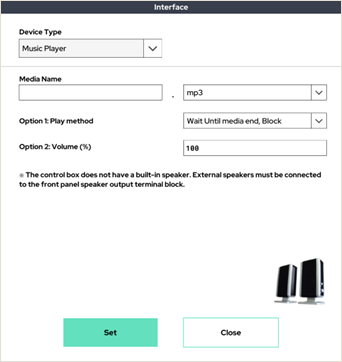 Interface
Device Type
Music Player
Media Name
. mp3
Option 1: Play method Wait Until media end, Block
Option 2: Volume (%) 100
※ The control box does not have a built-in speaker. External speakers must be connected
to the front panel speaker output terminal block.
Set Close